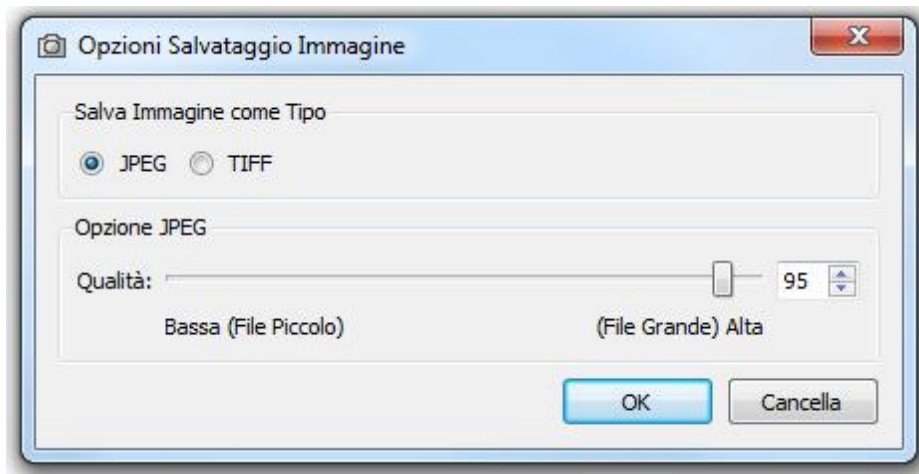 Opzioni Salvataggio Immagine
Salva Immagine come Tipo
JPEG TIFF
Opzione JPEG
Qualità: 95
Bassa (File Piccolo) (File Grande) Alta
OK Cancella